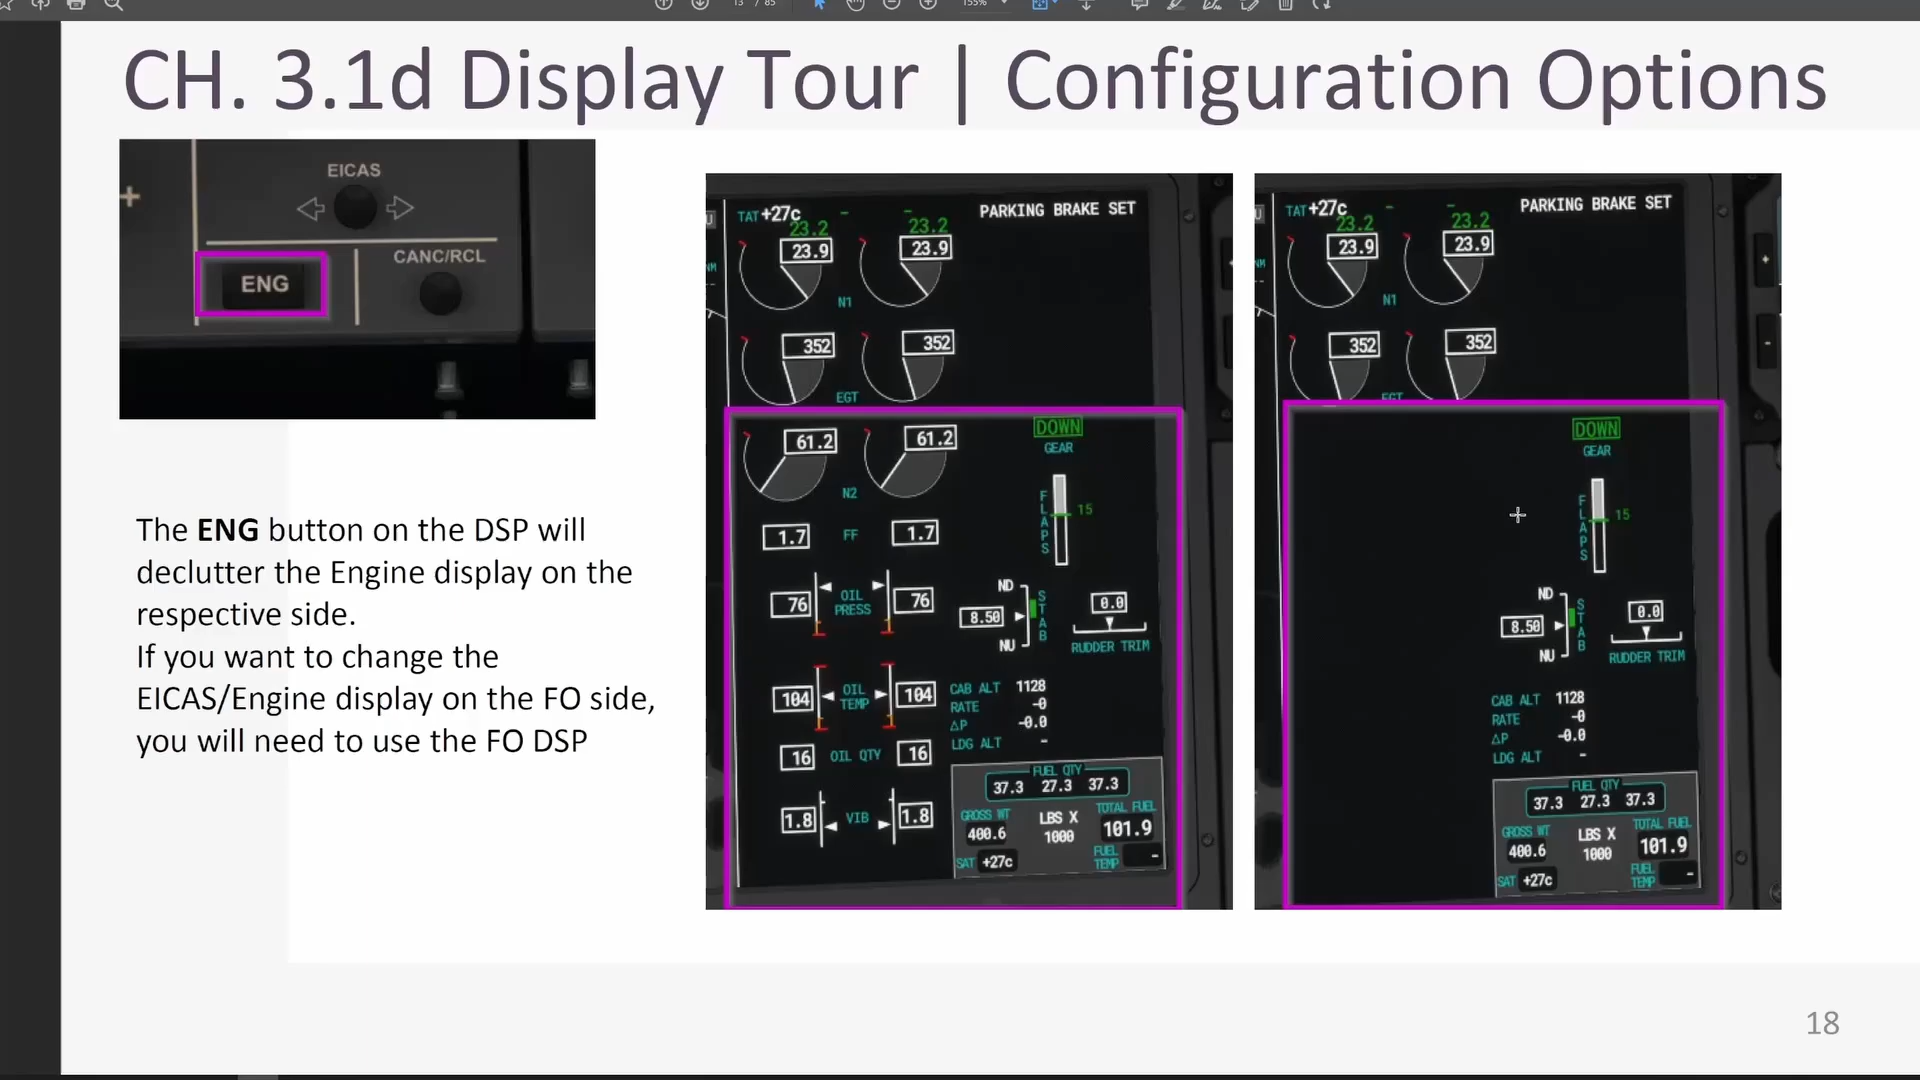 13 / 85
155%
CH. 3.1d Display Tour | Configuration Options
EICAS
ENG
CANC/RCL
The ENG button on the DSP will
declutter the Engine display on the
respective side.
If you want to change the
EICAS/Engine display on the FO side,
you will need to use the FO DSP
TAT +27c
PARKING BRAKE SET
23.2 23.2
23.9 23.9
N1
352 352
EGT
61.2 61.2
N2
1.7 FF 1.7
76 OIL PRESS 76
104 OIL TEMP 104
16 OIL QTY 16
1.8 VIB 1.8
DOWN
GEAR
FLAPS
15
ND
8.50
NU
STAB
0.0
RUDDER TRIM
CAB ALT 1128
RATE -0
ΔP -0.0
LDG ALT -
FUEL QTY
37.3 27.3 37.3
GROSS WT
400.6
LBS X
1000
TOTAL FUEL
101.9
SAT +27c
FUEL
TEMP -
TAT +27c
PARKING BRAKE SET
23.2 23.2
23.9 23.9
N1
352 352
EGT
DOWN
GEAR
FLAPS
15
ND
8.50
NU
STAB
0.0
RUDDER TRIM
CAB ALT 1128
RATE -0
ΔP -0.0
LDG ALT -
FUEL QTY
37.3 27.3 37.3
GROSS WT
400.6
LBS X
1000
TOTAL FUEL
101.9
SAT +27c
FUEL
TEMP -
18